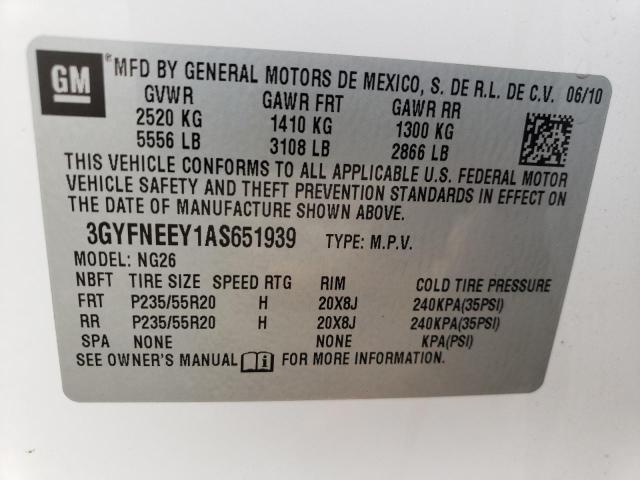 GM ® MFD BY GENERAL MOTORS DE MEXICO, S. DE R.L. DE C.V. 06/10
GVWR GAWR FRT GAWR RR
2520 KG 1410 KG 1300 KG
5556 LB 3108 LB 2866 LB
THIS VEHICLE CONFORMS TO ALL APPLICABLE U.S. FEDERAL MOTOR
VEHICLE SAFETY AND THEFT PREVENTION STANDARDS IN EFFECT ON
THE DATE OF MANUFACTURE SHOWN ABOVE.
3GYFNEEY1AS651939 TYPE: M.P.V.
MODEL: NG26
NBFT TIRE SIZE SPEED RTG RIM COLD TIRE PRESSURE
FRT P235/55R20 H 20X8J 240KPA(35PSI)
RR P235/55R20 H 20X8J 240KPA(35PSI)
SPA NONE NONE KPA(PSI)
SEE OWNER'S MANUAL FOR MORE INFORMATION.